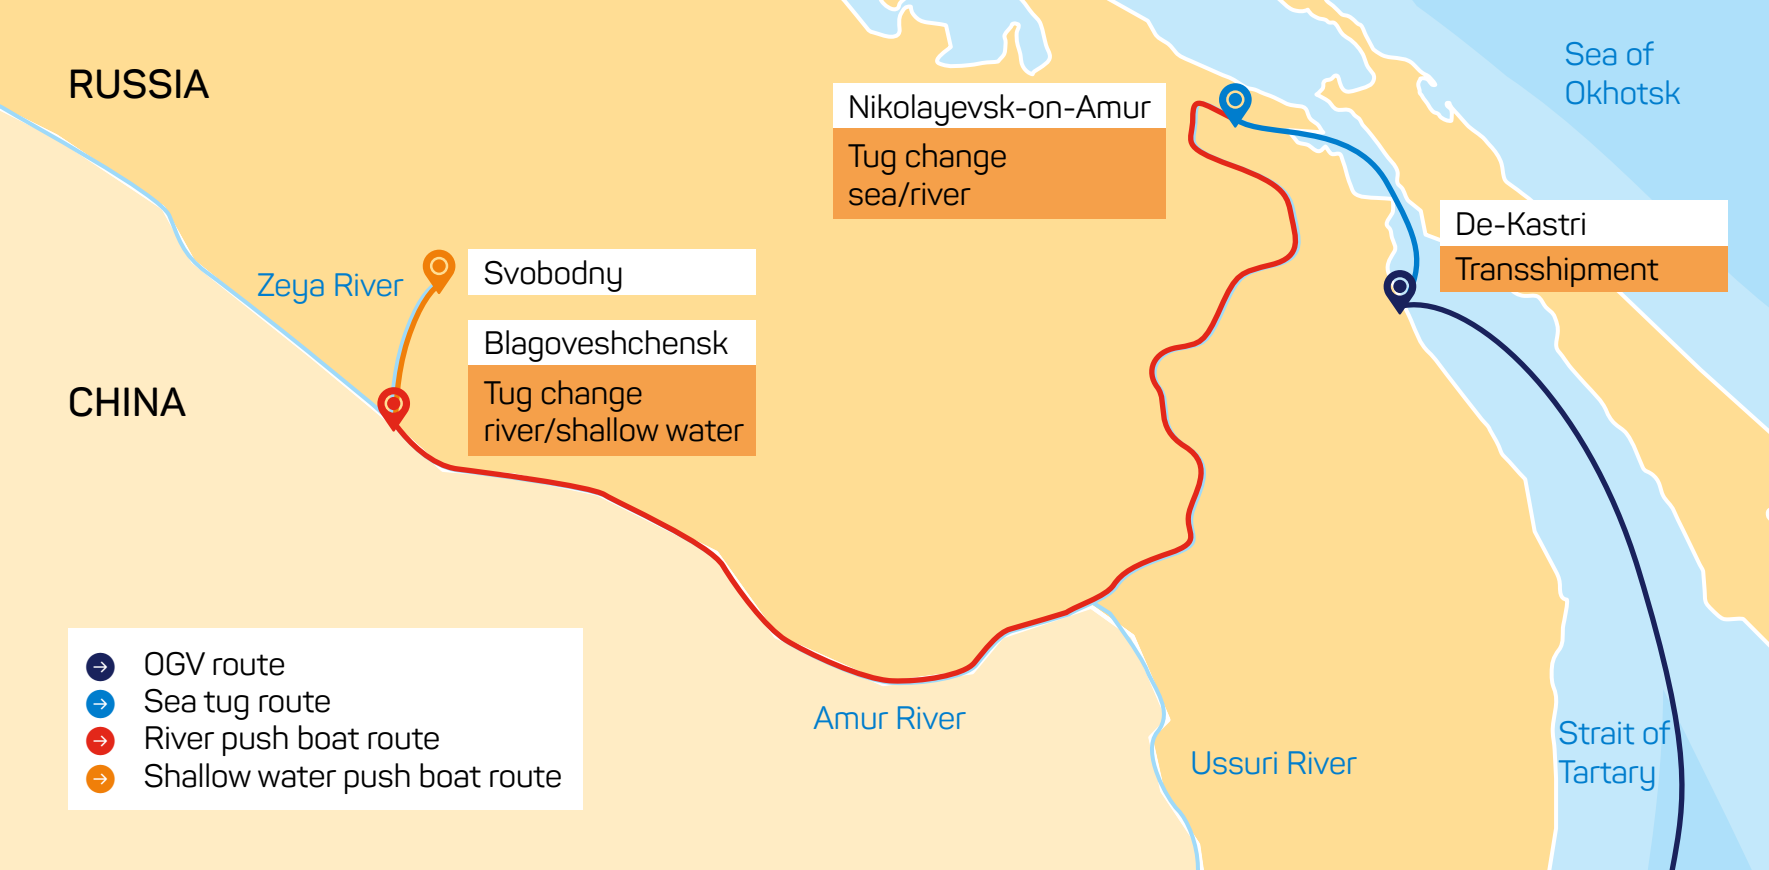 RUSSIA
Sea of
Okhotsk
Nikolayevsk-on-Amur
Tug change
sea/river
De-Kastri
Transshipment
Zeya River
Svobodny
Blagoveshchensk
Tug change
river/shallow water
CHINA
OGV route
Sea tug route
River push boat route
Shallow water push boat route
Amur River
Ussuri River
Strait of
Tartary